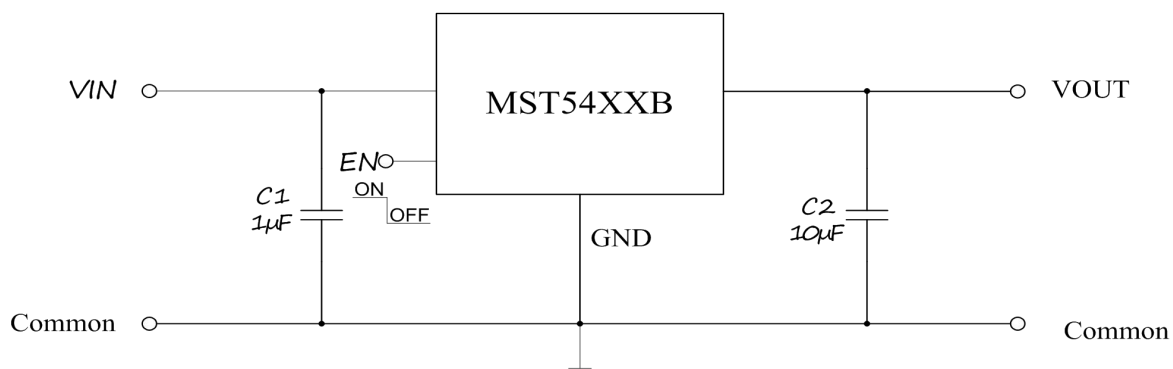 MST54XXB
VIN
VOUT
EN
ON
OFF
C1
1μF
C2
10μF
GND
Common
Common